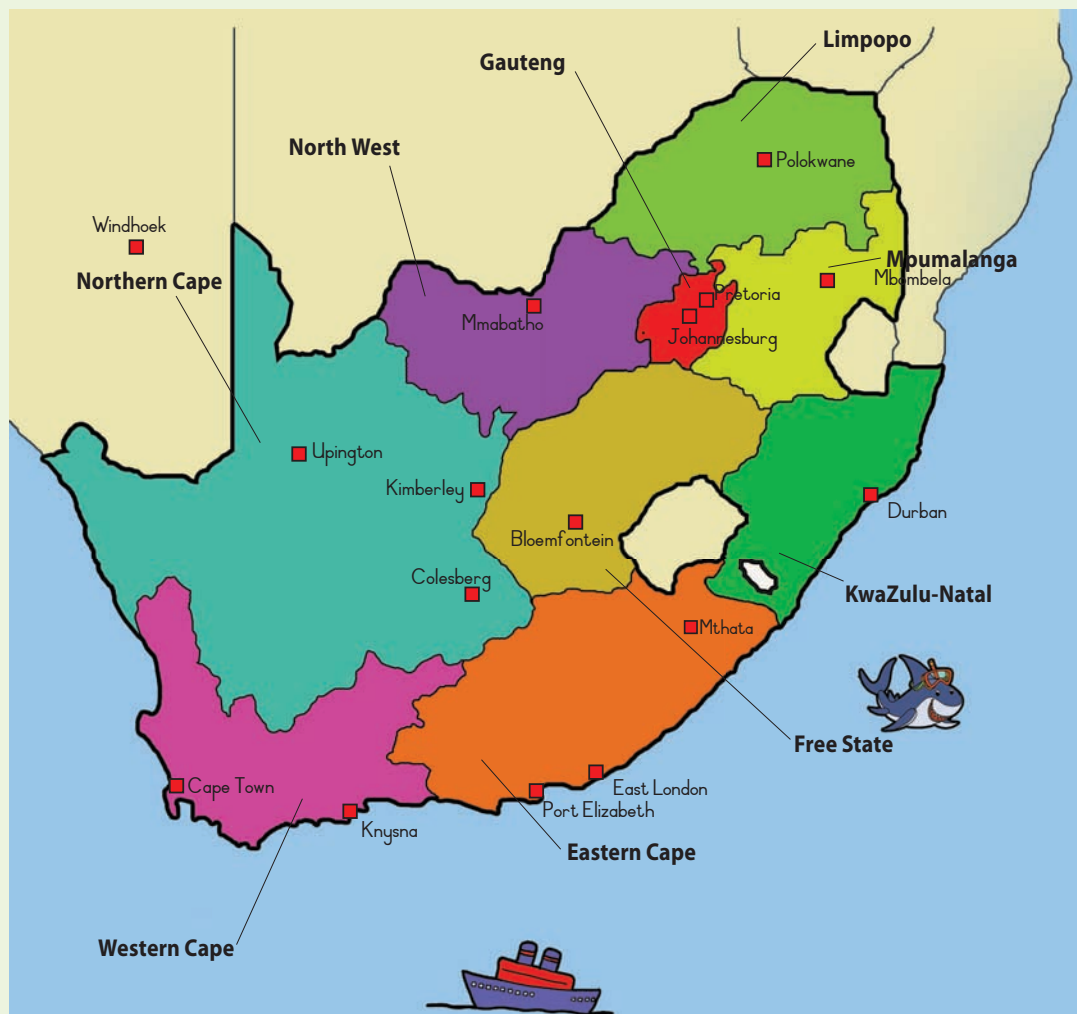 Limpopo
Gauteng
North West
Polokwane
Windhoek
Mpumalanga
Northern Cape
Mbombela
Pretoria
Mmabatho
Johannesburg
Upington
Kimberley
Durban
Bloemfontein
Colesberg
KwaZulu-Natal
Mthata
Free State
Cape Town
East London
Port Elizabeth
Knysna
Eastern Cape
Western Cape